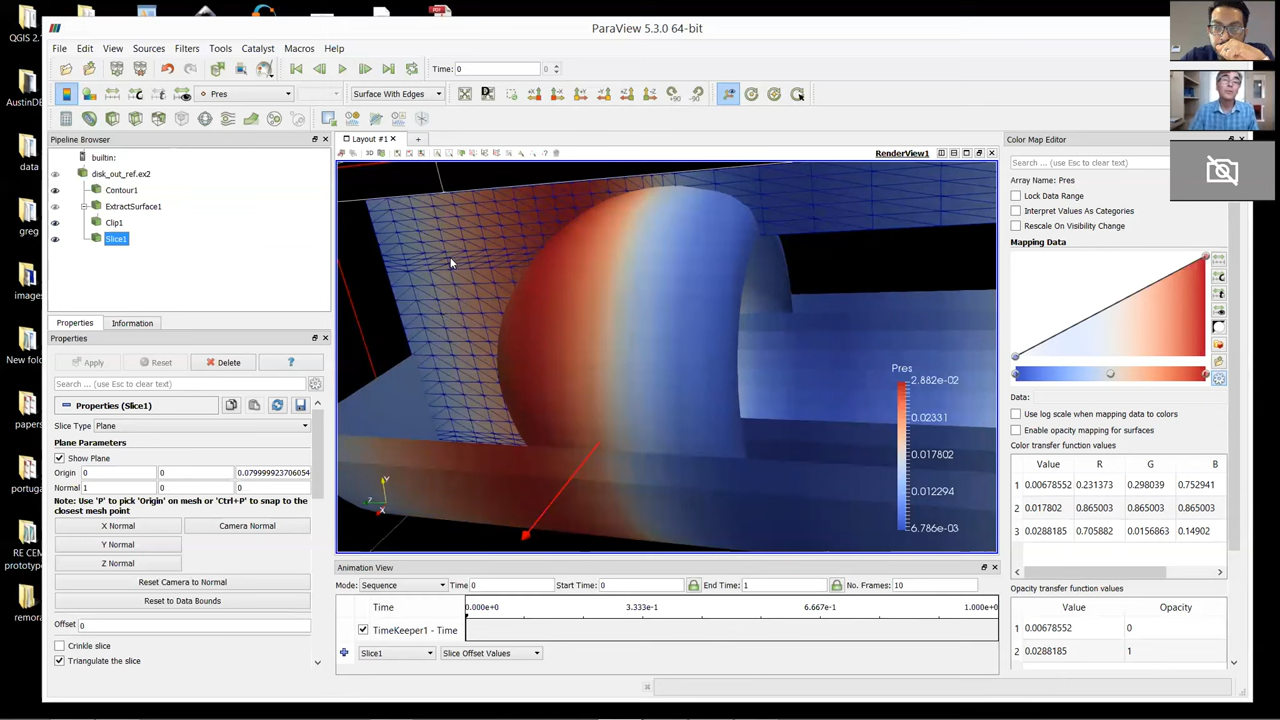 ParaView 5.3.0 64-bit
File Edit View Sources Filters Tools Catalyst Macros Help
Time: 0 0
Pres Surface With Edges
Pipeline Browser
builtin:
disk_out_ref.ex2
Contour1
ExtractSurface1
Clip1
Slice1
Properties Information
Properties
Apply Reset Delete ?
Search ... (use Esc to clear text)
Properties (Slice1)
Slice Type Plane
Plane Parameters
Show Plane
Origin 0 0 0.079999923706054
Normal 1 0 0
Note: Use 'P' to pick 'Origin' on mesh or 'Ctrl+P' to snap to the
closest mesh point
X Normal Camera Normal
Y Normal
Z Normal
Reset Camera to Normal
Reset to Data Bounds
Offset 0
Crinkle slice
Triangulate the slice
Layout #1
3D
RenderView1
Pres
2.882e-02
0.02331
0.017802
0.012294
6.786e-03
Y
Z
X
Animation View
Mode: Sequence Time 0 Start Time: 0 End Time: 1 No. Frames: 10
Time 0.000e+0 3.333e-1 6.667e-1 1.000e+0
TimeKeeper1 - Time
Slice1 Slice Offset Values
Color Map Editor
Search ... (use Esc to clear text)
Array Name: Pres
Lock Data Range
Interpret Values As Categories
Rescale On Visibility Change
Mapping Data
Data:
Use log scale when mapping data to colors
Enable opacity mapping for surfaces
Color transfer function values
Value R G B
1 0.00678552 0.231373 0.298039 0.752941
2 0.017802 0.865003 0.865003 0.865003
3 0.0288185 0.705882 0.0156863 0.14902
Opacity transfer function values
Value Opacity
1 0.00678552 0
2 0.0288185 1
QGIS 2.
AustinDE
data
greg
images
New fol
papers
portuga
RE CEM
prototyp
remora